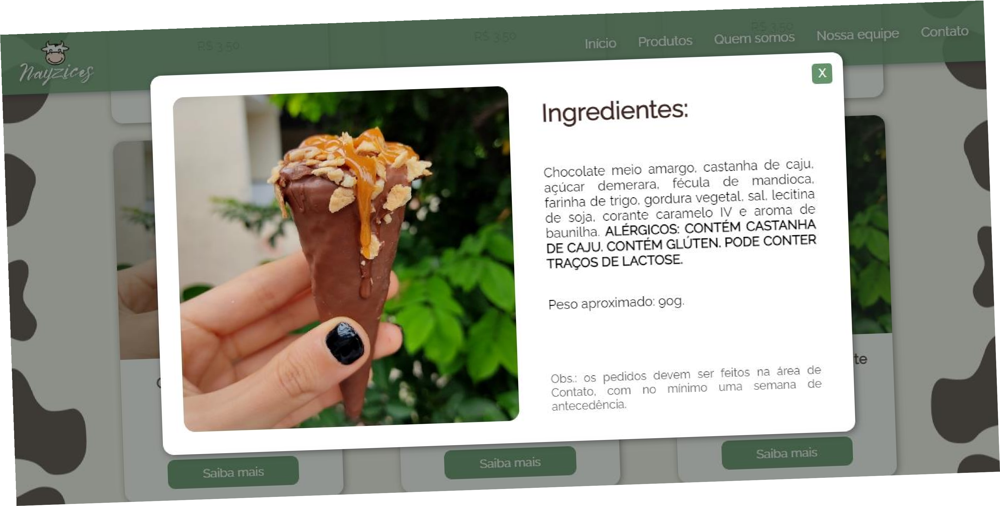 R$ 3,50
R$ 3,50
R$ 3,50
Nayzices
Início
Produtos
Quem somos
Nossa equipe
Contato
X
Ingredientes:
Chocolate meio amargo, castanha de caju,
açúcar demerara, fécula de mandioca,
farinha de trigo, gordura vegetal, sal, lecitina
de soja, corante caramelo IV e aroma de
baunilha. ALÉRGICOS: CONTÉM CASTANHA
DE CAJU. CONTÉM GLÚTEN. PODE CONTER
TRAÇOS DE LACTOSE.
Peso aproximado: 90g.
Obs.: os pedidos devem ser feitos na área de
Contato, com no mínimo uma semana de
antecedência.
te
Saiba mais
Saiba mais
Saiba mais